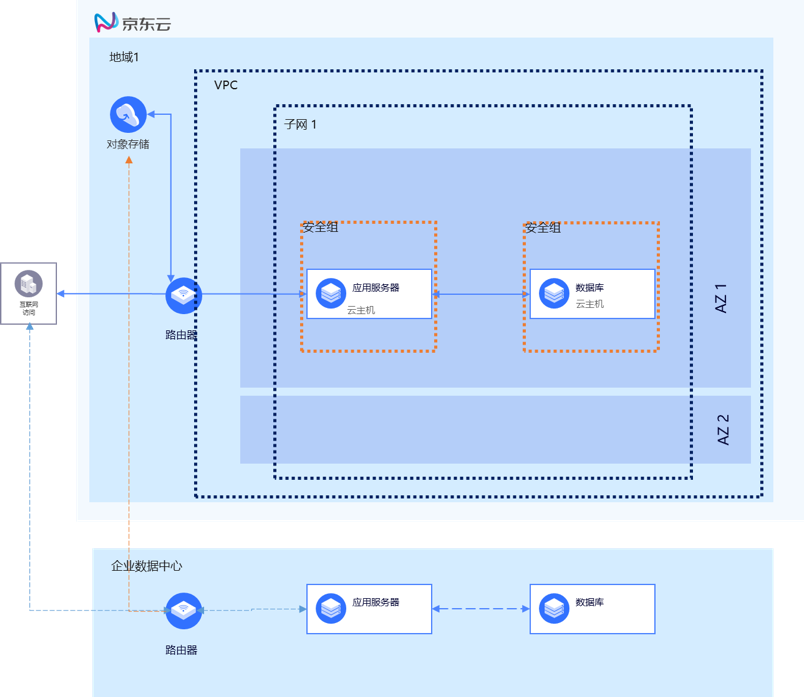 京东云
地域1
VPC
子网 1
对象存储
安全组
安全组
应用服务器
云主机
数据库
云主机
AZ 1
互联网
访问
路由器
AZ 2
企业数据中心
应用服务器
数据库
路由器